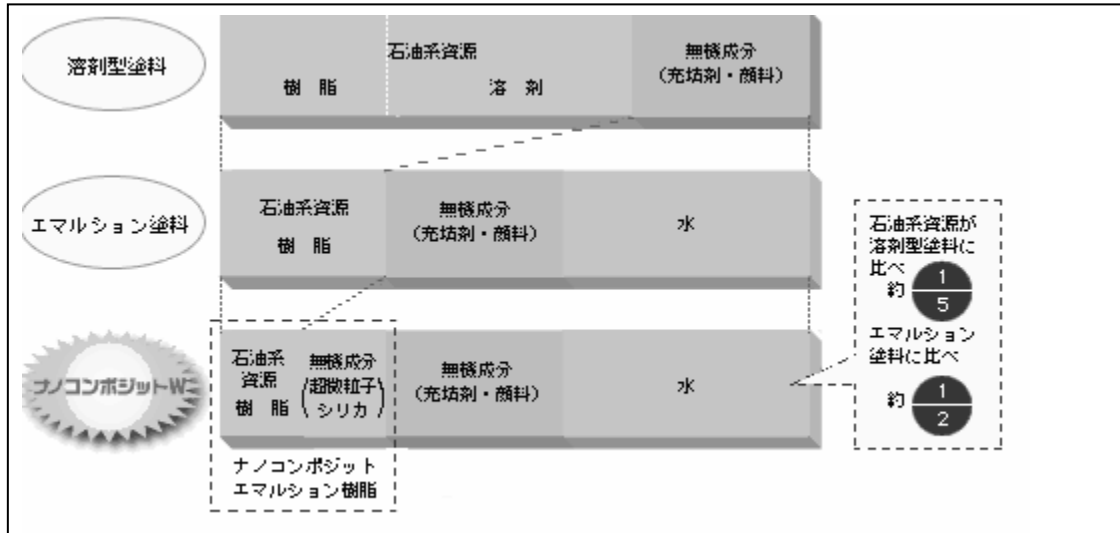 溶剤型塗料
石油系資源
樹 脂
溶 剤
無機成分
(充填剤・顔料)
エマルション塗料
石油系資源
樹 脂
無機成分
(充填剤・顔料)
水
ナノコンポジットW
石油系
資源
樹 脂
無機成分
(超微粒子
シリカ)
無機成分
(充填剤・顔料)
水
ナノコンポジット
エマルション樹脂
石油系資源が
溶剤型塗料に
比べ
約 1
5
エマルション
塗料に比べ
約 1
2